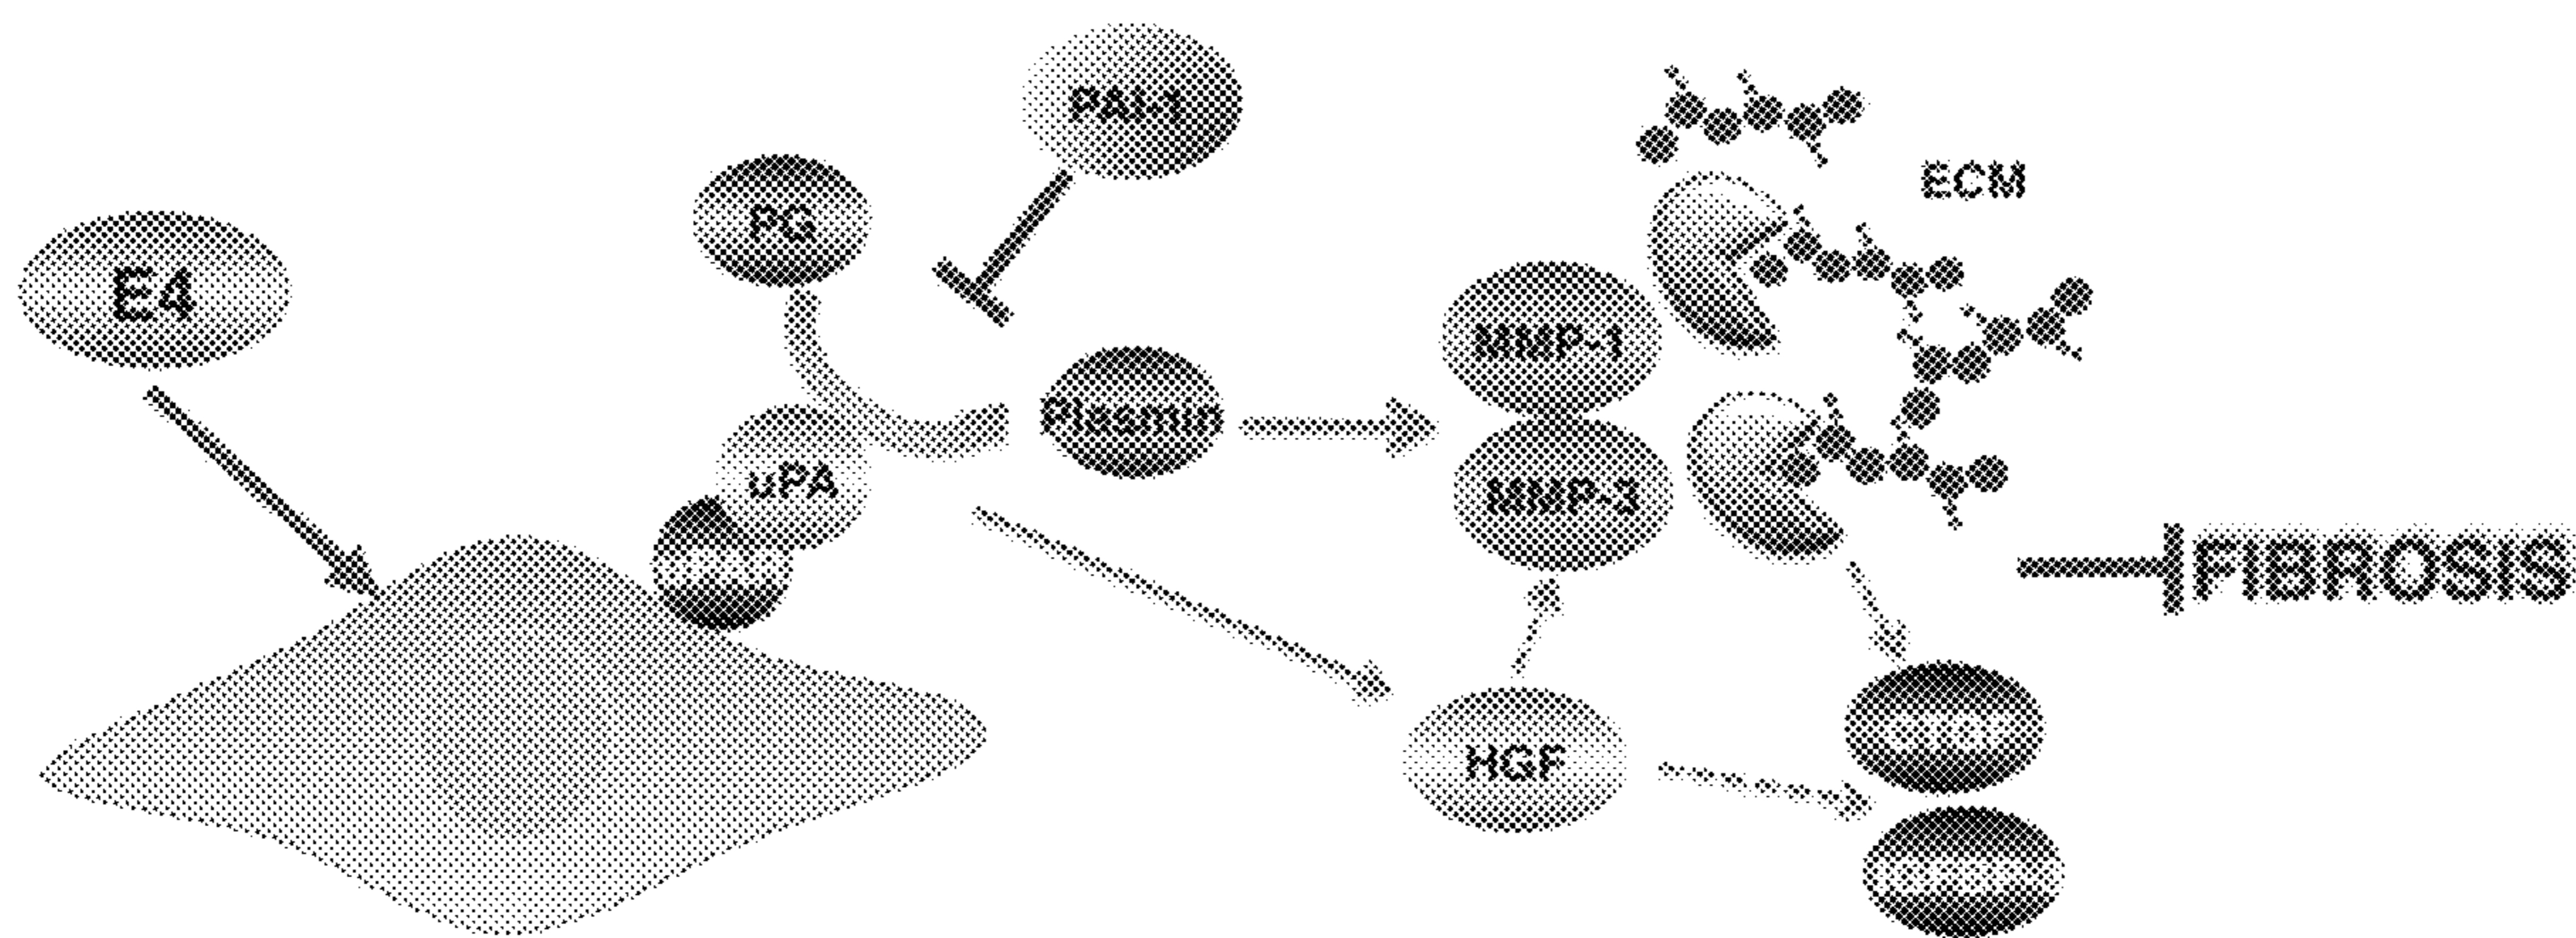 PAI-1
PG
ECM
E4
MMP-1
Plasmin
uPA
MMP-3
FIBROSIS
HGF